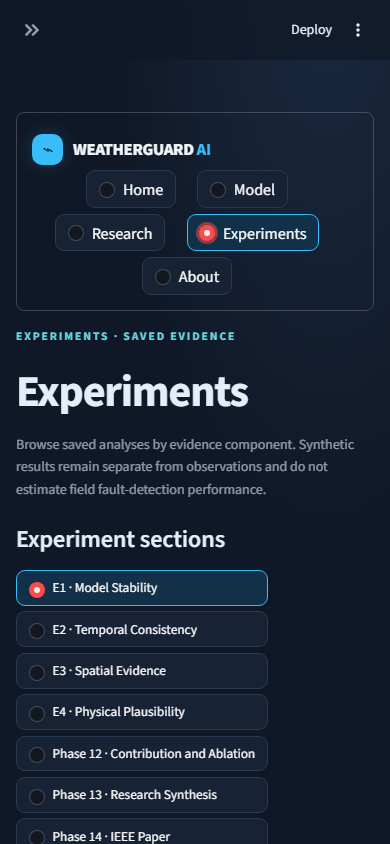 Deploy
WEATHERGUARD AI
Home
Model
Research
Experiments
About
EXPERIMENTS · SAVED EVIDENCE
Experiments
Browse saved analyses by evidence component. Synthetic
results remain separate from observations and do not
estimate field fault-detection performance.
Experiment sections
E1 · Model Stability
E2 · Temporal Consistency
E3 · Spatial Evidence
E4 · Physical Plausibility
Phase 12 · Contribution and Ablation
Phase 13 · Research Synthesis
Phase 14 · IEEE Paper